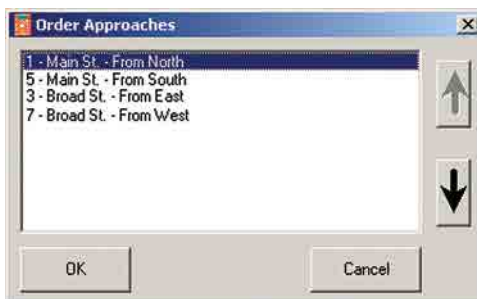 Order Approaches
1 - Main St. - From North
5 - Main St. - From South
3 - Broad St. - From East
7 - Broad St. - From West
OK
Cancel